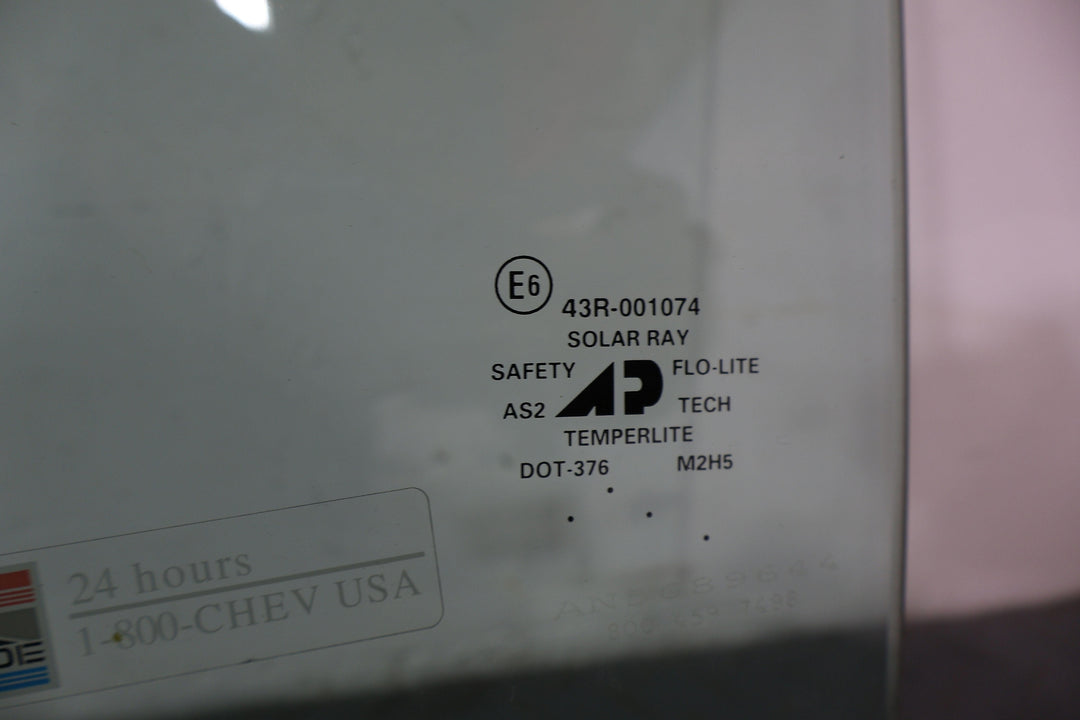 E6 43R-001074
SOLAR RAY
SAFETY AP FLO-LITE
AS2 TECH
TEMPERLITE
DOT-376 M2H5
24 hours
1-800-CHEV USA